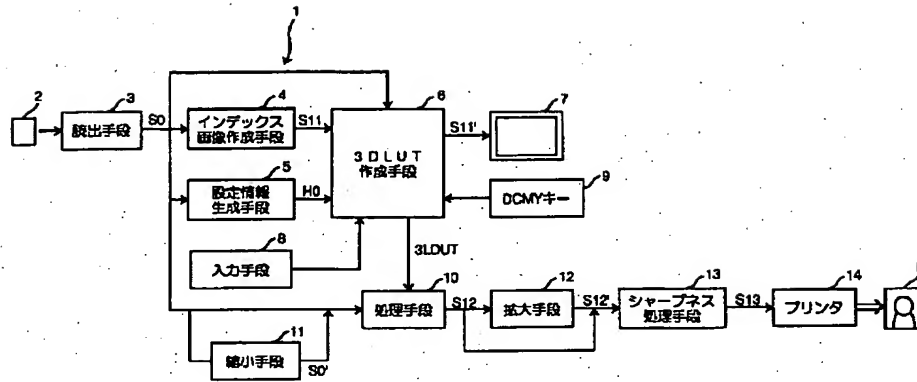 1
2
3
読出手段
S0
4
インデックス
画像作成手段
S11
5
設定情報
生成手段
H0
6
3DLUT
作成手段
S11'
7
8
入力手段
9
DCMYキー
3LDUT
10
処理手段
S12
11
縮小手段
S0'
12
拡大手段
S12'
13
シャープネス
処理手段
S13
14
プリンタ